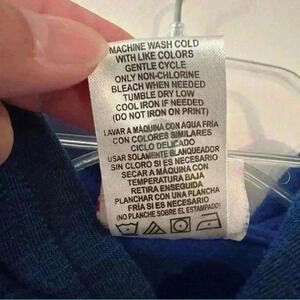 MACHINE WASH COLD
WITH LIKE COLORS
GENTLE CYCLE
ONLY NON-CHLORINE
BLEACH WHEN NEEDED
TUMBLE DRY LOW
COOL IRON IF NEEDED
(DO NOT IRON ON PRINT)
LAVAR A MAQUINA CON AGUA FRÍA
CON COLORES SIMILARES
CICLO DELICADO
USAR SOLAMENTE BLANQUEADOR
SIN CLORO SI ES NECESARIO
SECAR A MÁQUINA CON
TEMPERATURA BAJA
RETIRA ENSEGUIDA
PLANCHAR CON UNA PLANCHA
FRÍA SI ES NECESARIO
(NO PLANCHE SOBRE EL ESTAMPADO)